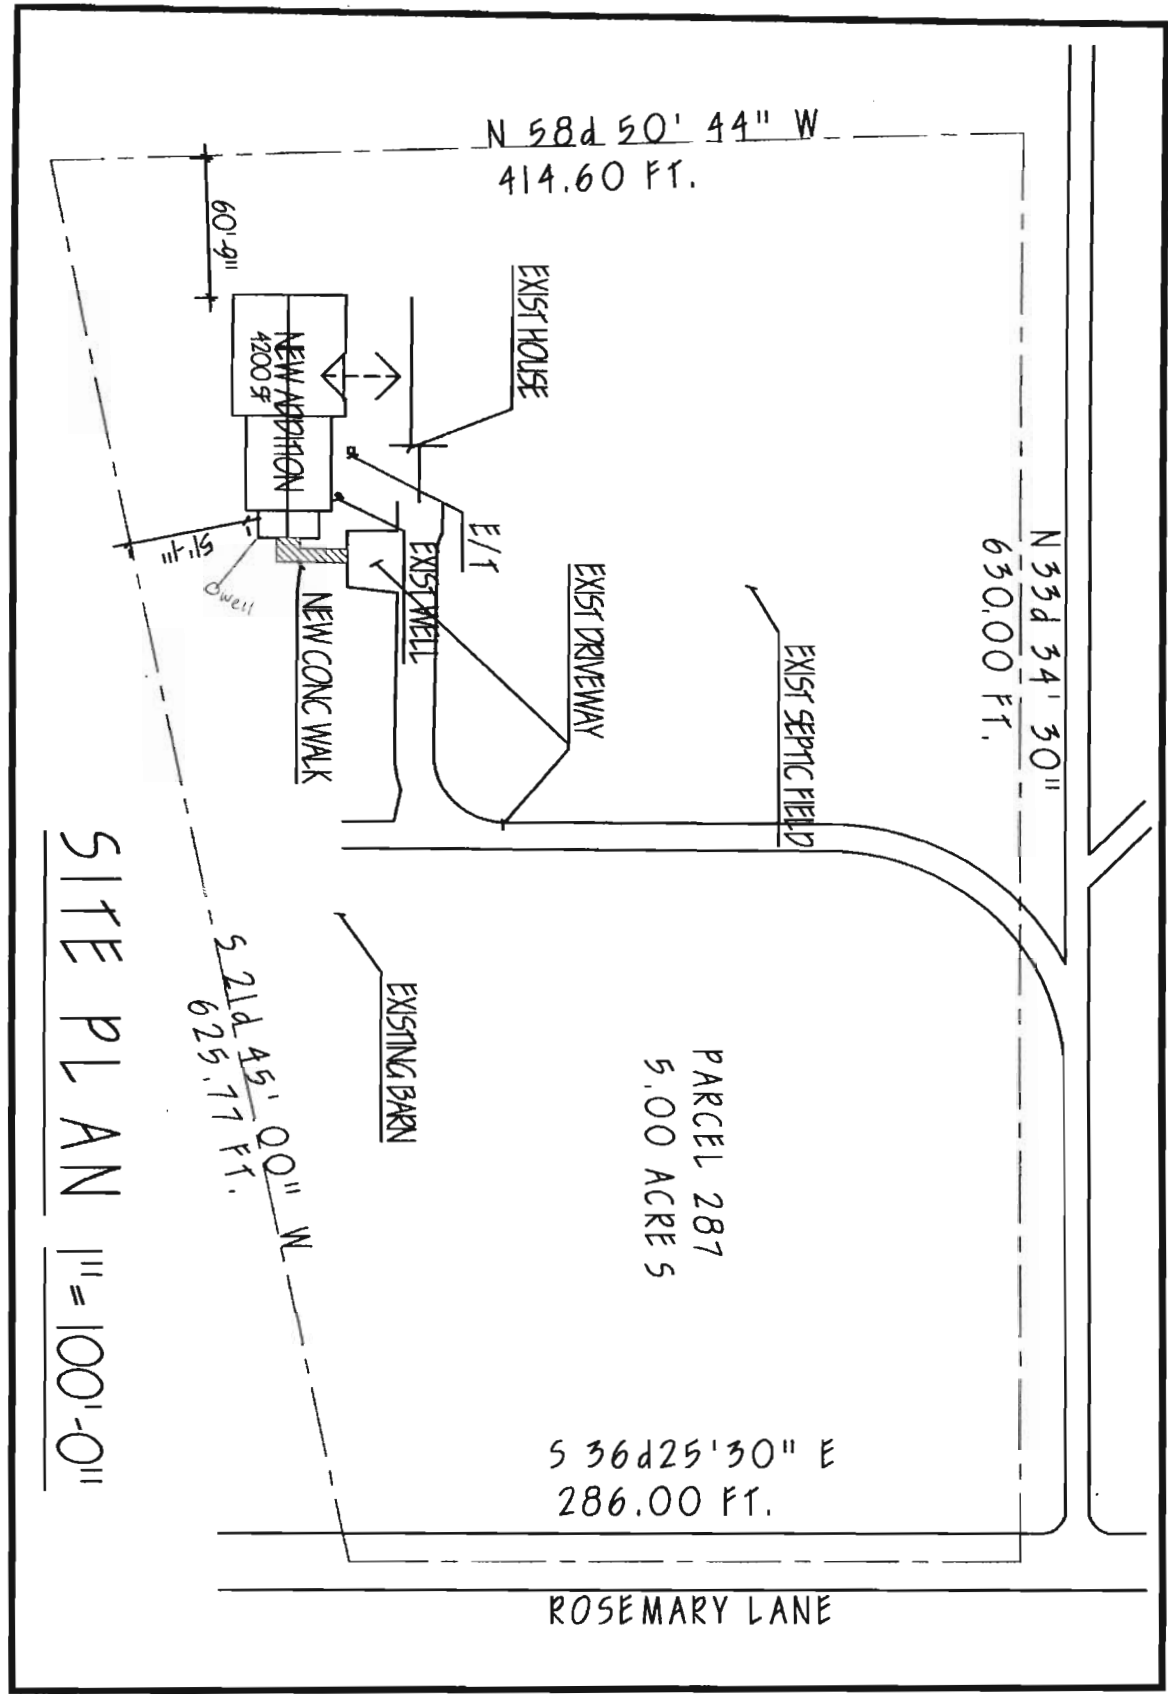 N 58d 50' 44" W
414.60 FT.
60'-9"
EXIST HOUSE
NEW ADDITION
4200 SF
E/T
51'-1"
Owell
EXIST WELL
NEW CONC WALK
EXIST DRIVEWAY
EXIST SEPTIC FIELD
N 33d 34' 30"
630.00 FT.
EXISTING BARN
S 21d 45' 00" W
625.77 FT.
PARCEL 287
5.00 ACRES
S 36d25'30" E
286.00 FT.
ROSEMARY LANE
SITE PLAN 1"=100'-0"